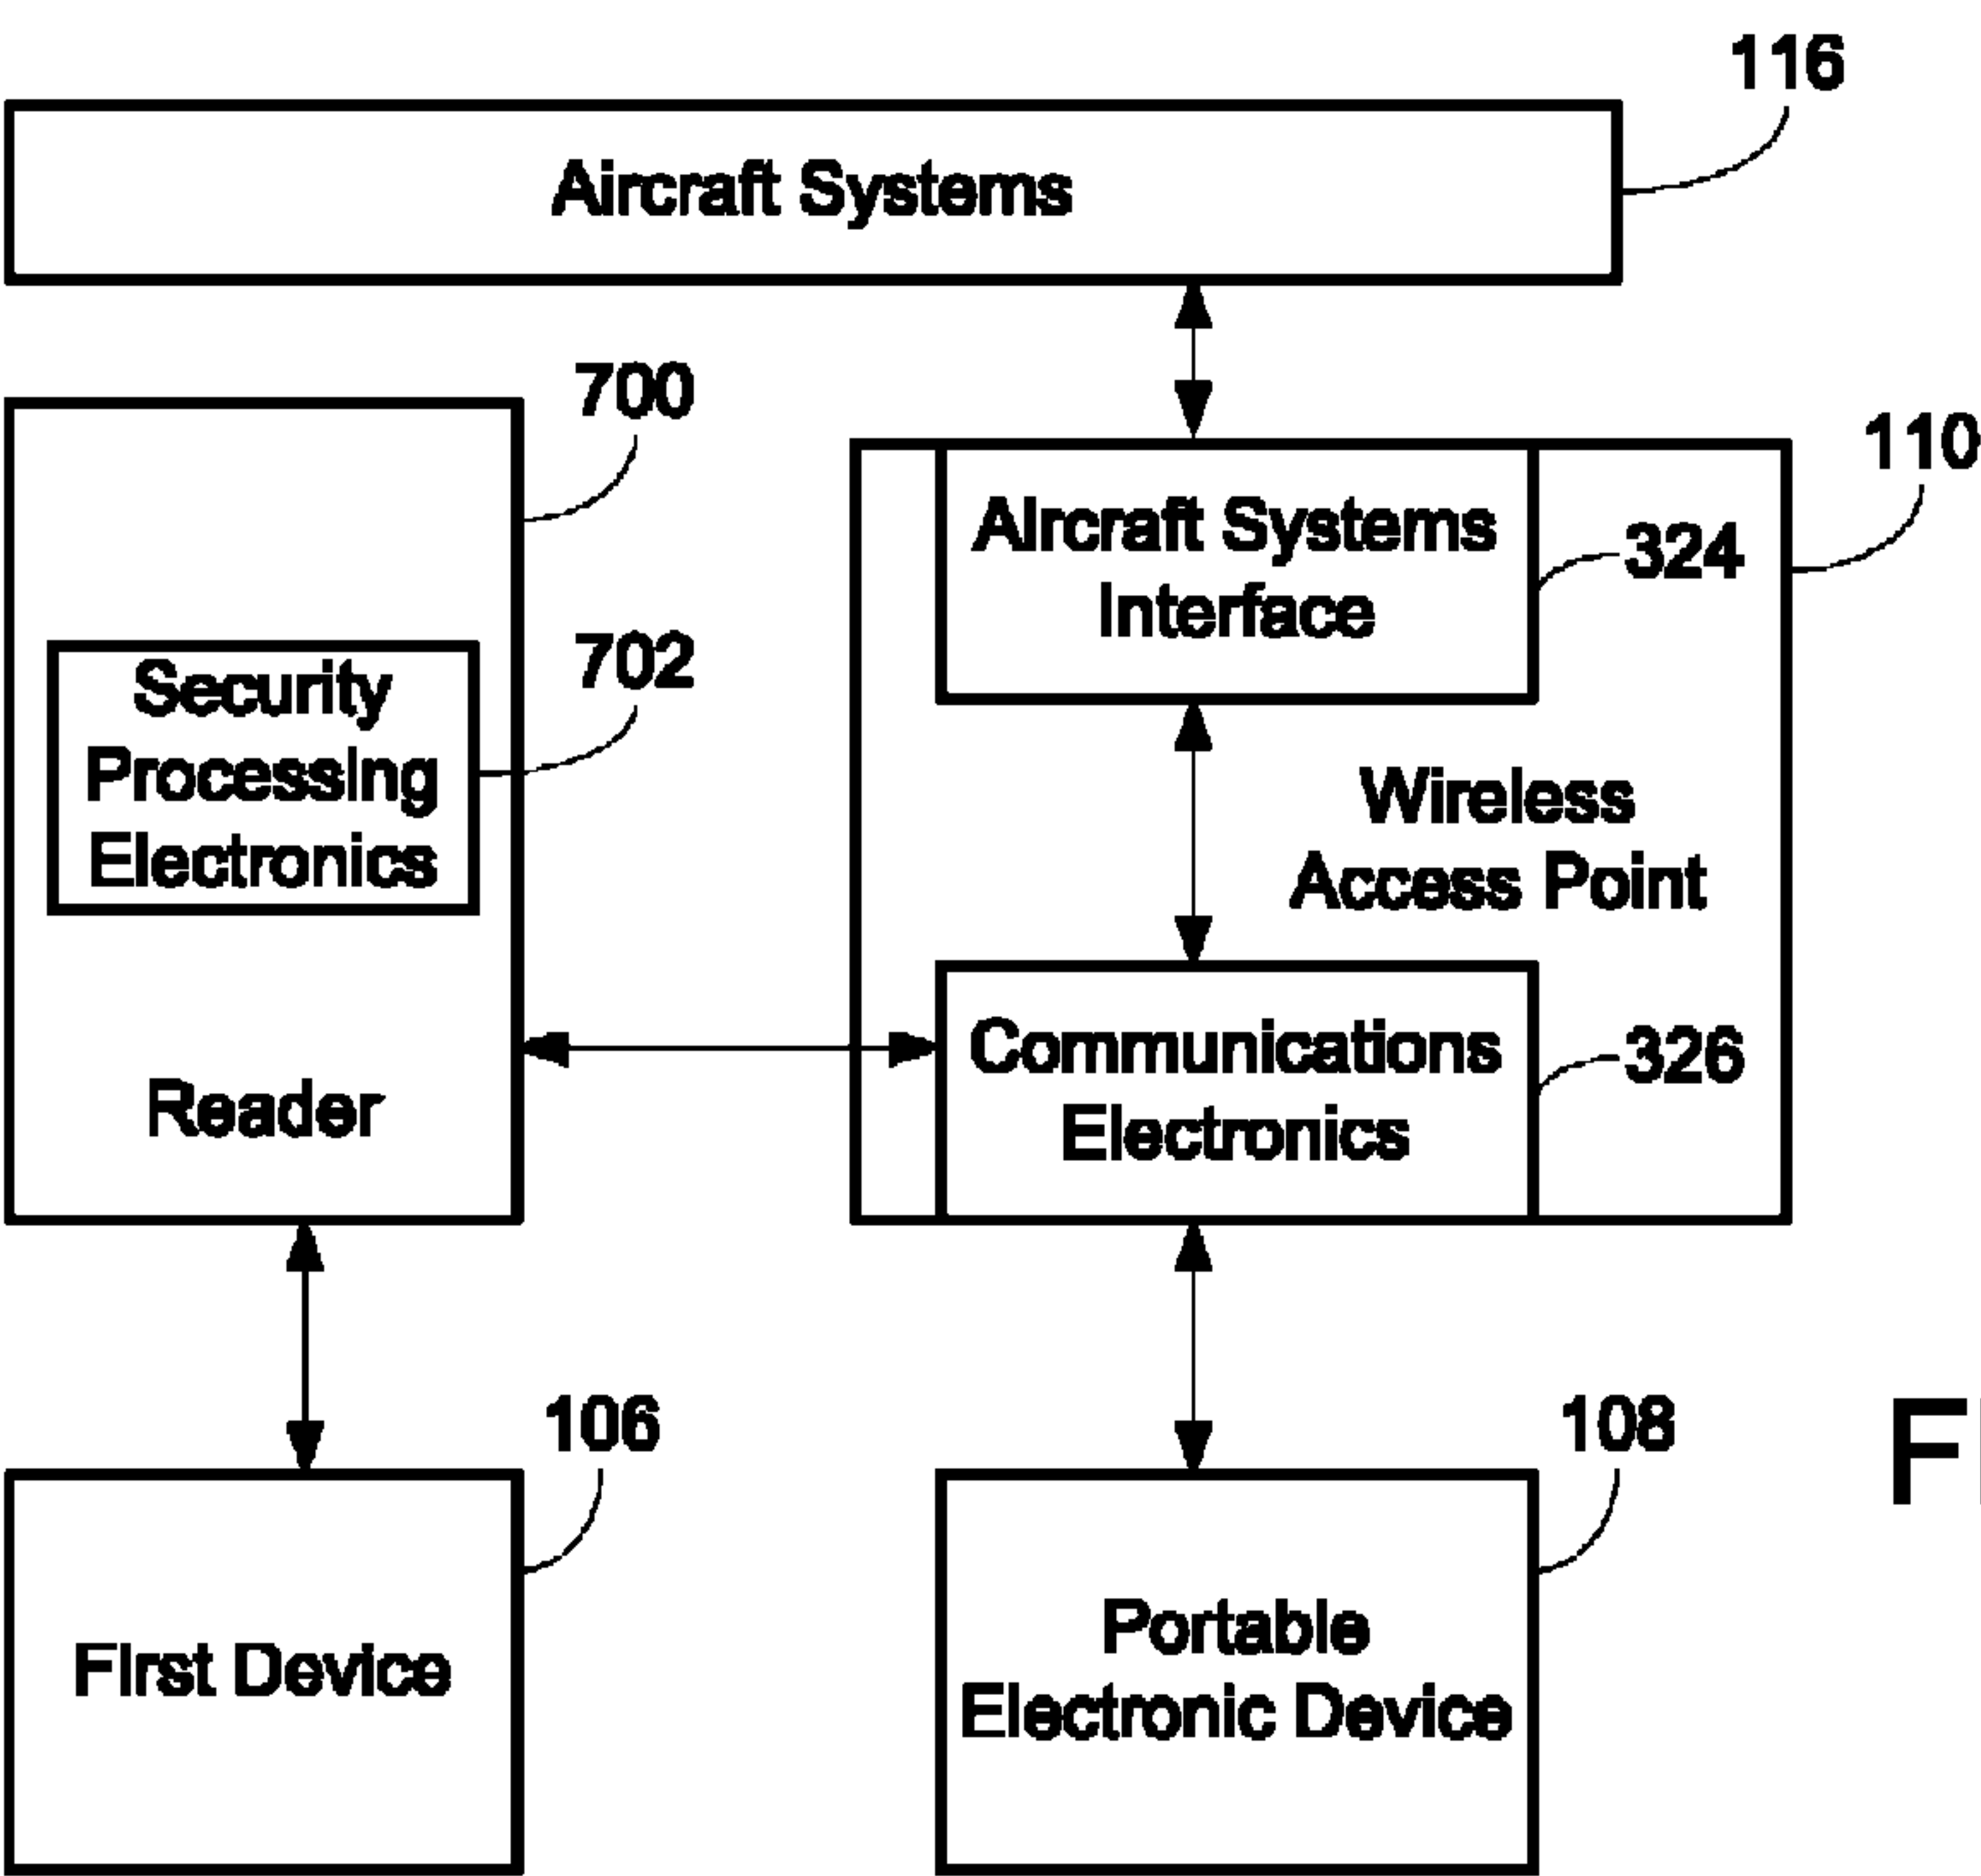 116
Aircraft Systems
700
110
Aircraft Systems
Interface
324
702
Security
Processing
Electronics
Wireless
Access Point
Communications
Electronics
326
Reader
106
108
First Device
Portable
Electronic Device